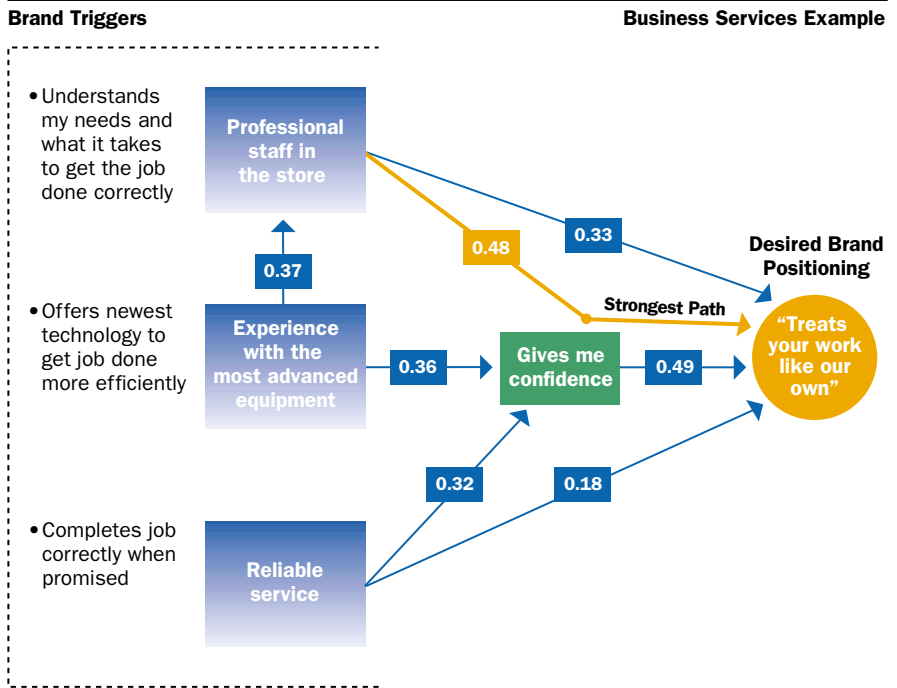 Brand Triggers
Business Services Example
• Understands
my needs and
what it takes
to get the job
done correctly
Professional
staff in
the store
0.33
0.48
Desired Brand
Positioning
0.37
• Offers newest
technology to
get job done
more efficiently
Experience
with the
most advanced
equipment
Strongest Path
0.36
Gives me
confidence
0.49
“Treats
your work
like our
own”
0.32
0.18
• Completes job
correctly when
promised
Reliable
service